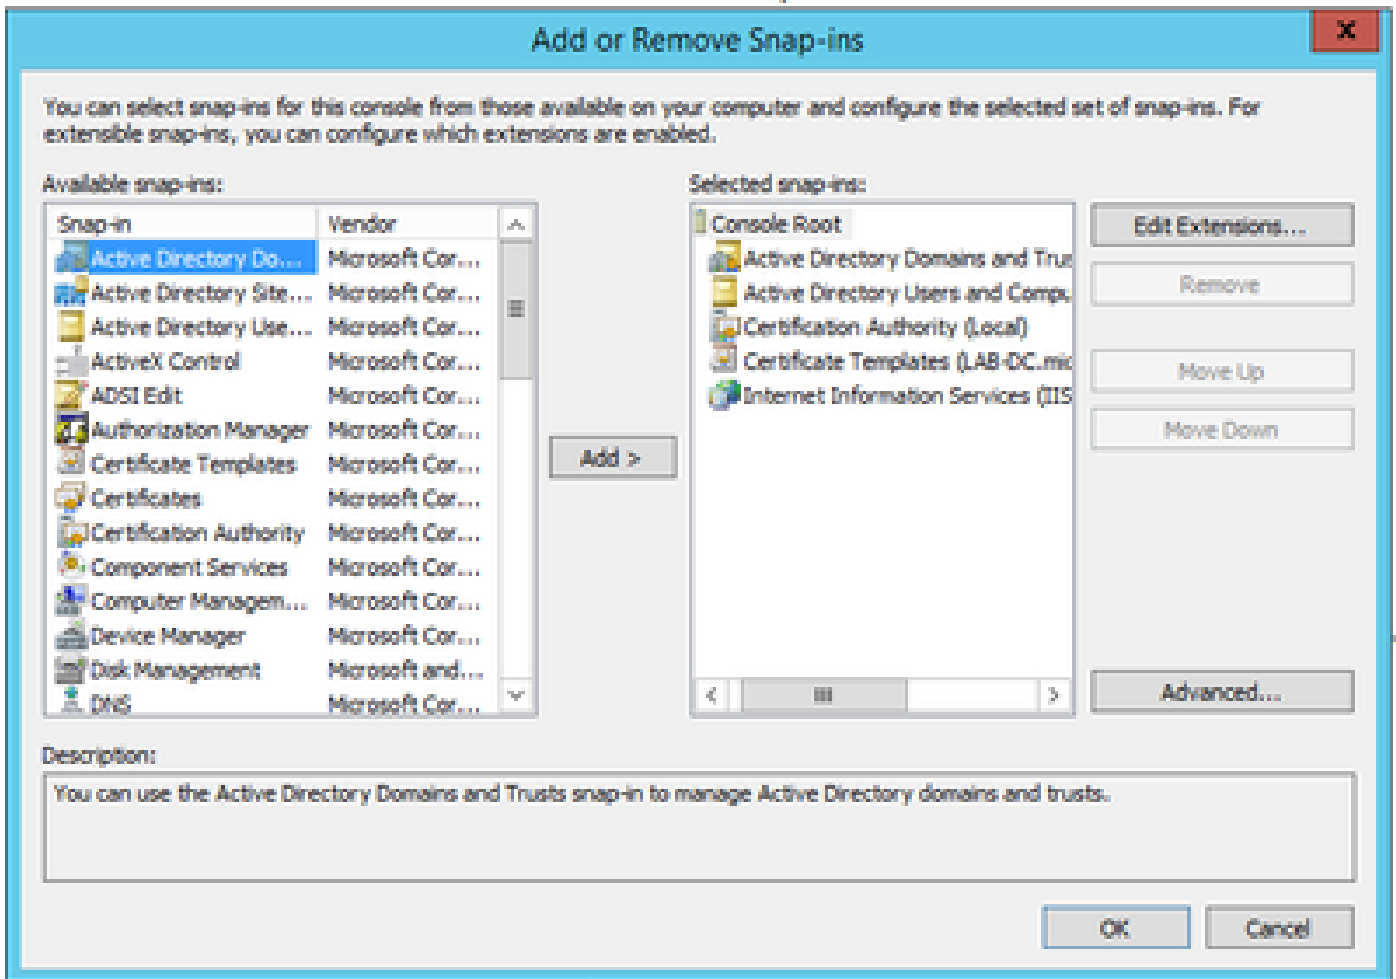 Add or Remove Snap-ins
x
You can select snap-ins for this console from those available on your computer and configure the selected set of snap-ins. For
extensible snap-ins, you can configure which extensions are enabled.
Available snap-ins:
Snap-in Vendor
Active Directory Do... Microsoft Cor...
Active Directory Site... Microsoft Cor...
Active Directory Use... Microsoft Cor...
ActiveX Control Microsoft Cor...
ADSI Edit Microsoft Cor...
Authorization Manager Microsoft Cor...
Certificate Templates Microsoft Cor...
Certificates Microsoft Cor...
Certification Authority Microsoft Cor...
Component Services Microsoft Cor...
Computer Managem... Microsoft Cor...
Device Manager Microsoft Cor...
Disk Management Microsoft and...
DNS Microsoft Cor...
Add >
Selected snap-ins:
Console Root
Active Directory Domains and Trus
Active Directory Users and Compu
Certification Authority (Local)
Certificate Templates (LAB-DC.mic
Internet Information Services (IIS
Edit Extensions...
Remove
Move Up
Move Down
Advanced...
Description:
You can use the Active Directory Domains and Trusts snap-in to manage Active Directory domains and trusts.
OK
Cancel